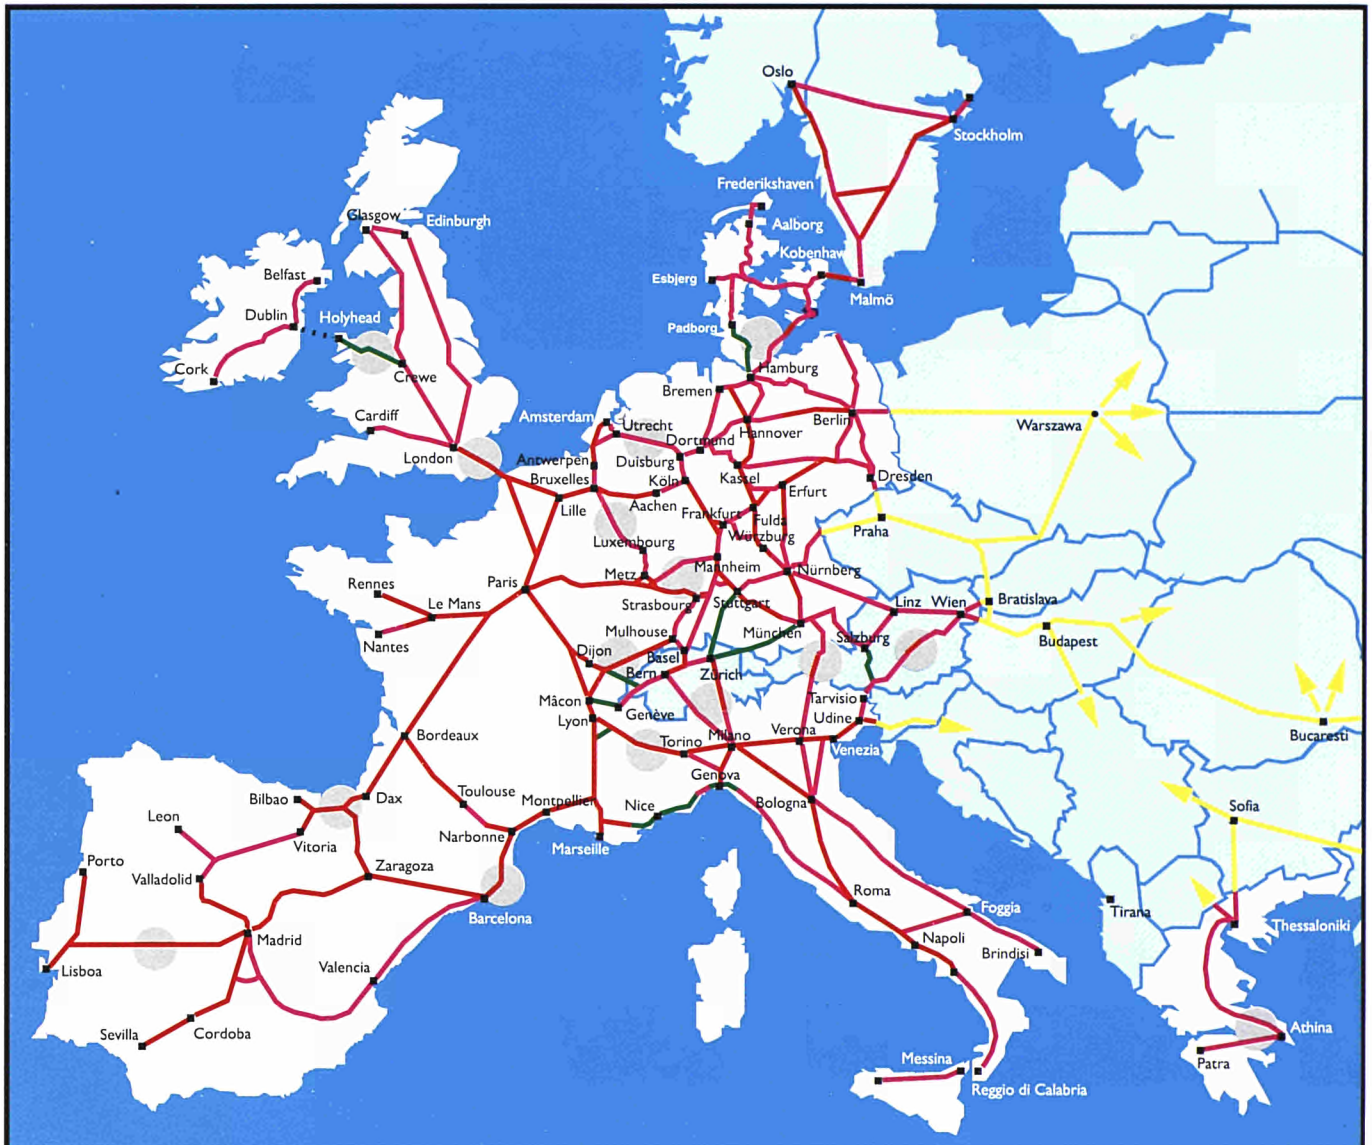 Oslo
Stockholm
Frederikshaven
Aalborg
Kobenhavn
Glasgow
Edinburgh
Belfast
Esbjerg
Malmö
Dublin
Holyhead
Padborg
Cork
Crewe
Hamburg
Bremen
Cardiff
Amsterdam
Utrecht
Berlin
Warszawa
Dortmund
Hannover
London
Antwerpen
Duisburg
Bruxelles
Köln
Kassel
Dresden
Erfurt
Lille
Aachen
Frankfurt
Fulda
Praha
Würzburg
Luxembourg
Mannheim
Nürnberg
Metz
Rennes
Paris
Le Mans
Strasbourg
Stuttgart
Linz
Wien
Bratislava
Nantes
Mulhouse
München
Salzburg
Budapest
Dijon
Basel
Bern
Zürich
Mâcon
Genève
Tarvisio
Lyon
Udine
Bordeaux
Torino
Milano
Verona
Venezia
Bucaresti
Genova
Toulouse
Bilbao
Dax
Montpellier
Nice
Bologna
Sofia
Leon
Vitoria
Narbonne
Marseille
Porto
Zaragoza
Valladolid
Roma
Barcelona
Foggia
Tirana
Thessaloniki
Madrid
Napoli
Brindisi
Lisboa
Valencia
Sevilla
Cordoba
Athina
Messina
Patra
Reggio di Calabria